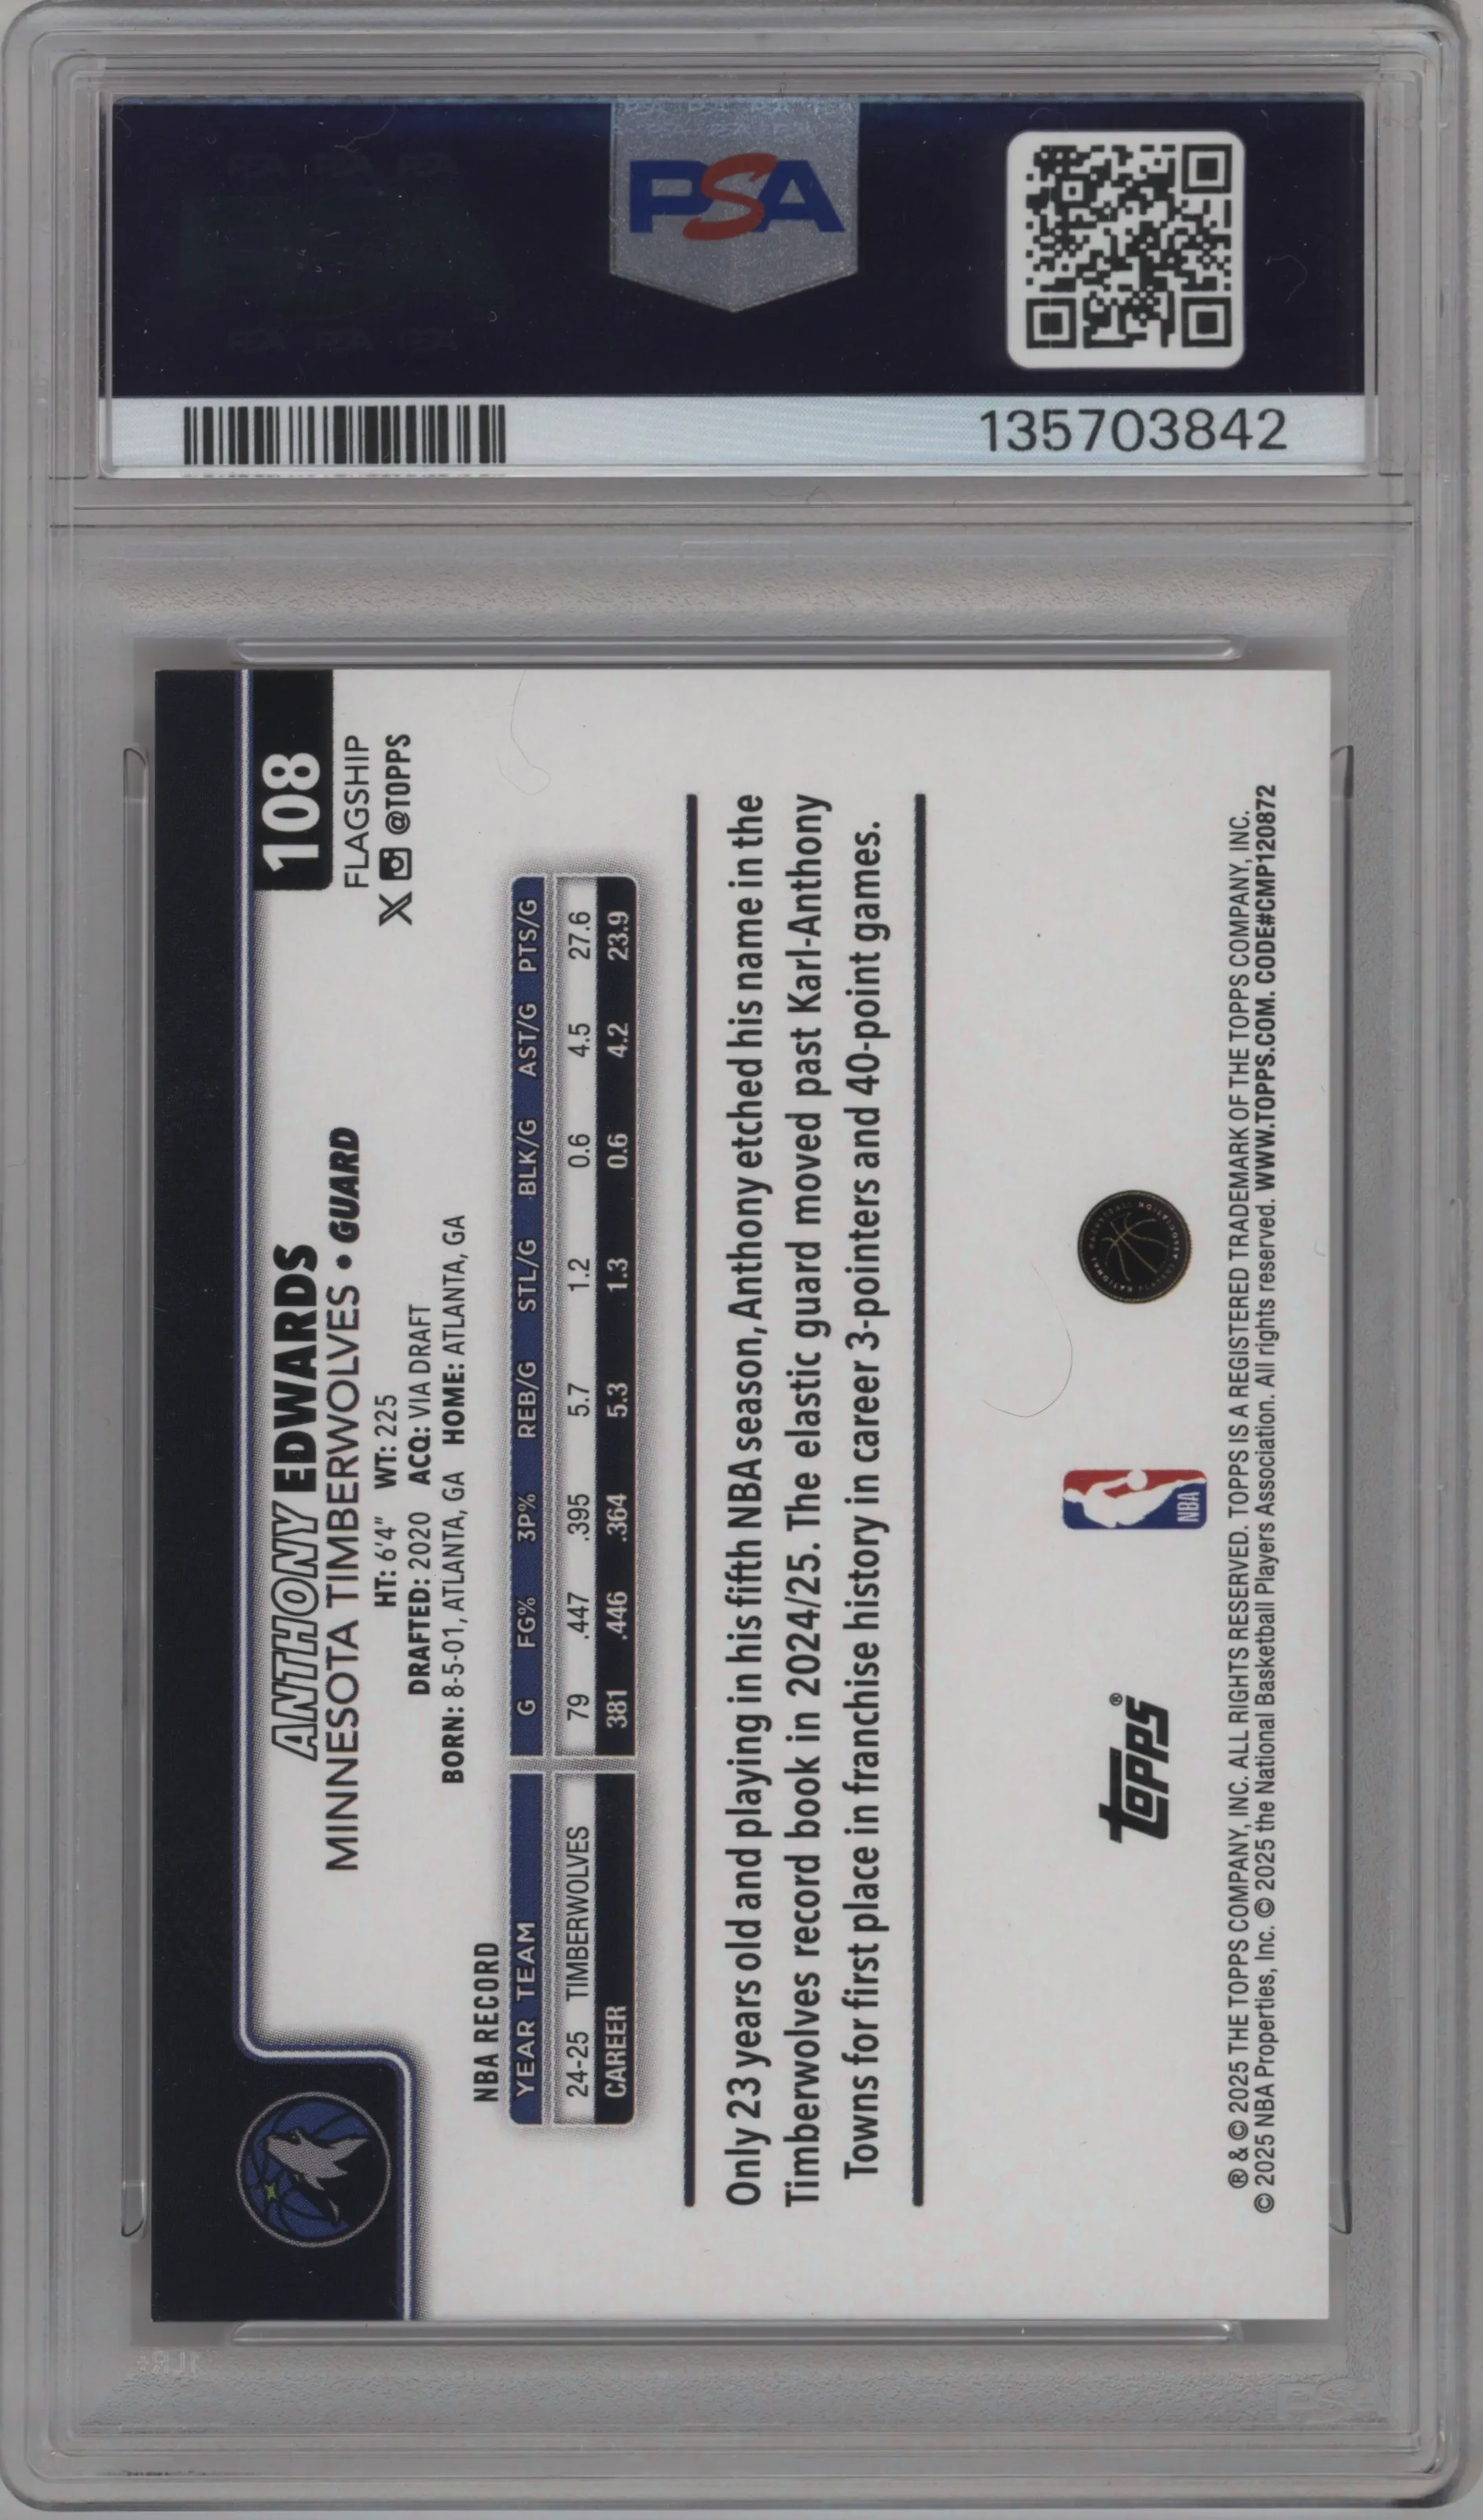 PSA
135703842
108
FLAGSHIP
X @TOPPS
ANTHONY EDWARDS
MINNESOTA TIMBERWOLVES • GUARD
HT: 6'4" WT: 225
DRAFTED: 2020 ACQ: VIA DRAFT
BORN: 8-5-01, ATLANTA, GA HOME: ATLANTA, GA
NBA RECORD
YEAR TEAM G FG% 3P% REB/G STL/G BLK/G AST/G PTS/G
24-25 TIMBERWOLVES 79 .447 .395 5.7 1.2 0.6 4.5 27.6
CAREER 381 .446 .364 5.3 1.3 0.6 4.2 23.9
Only 23 years old and playing in his fifth NBA season, Anthony etched his name in the
Timberwolves record book in 2024/25. The elastic guard moved past Karl-Anthony
Towns for first place in franchise history in career 3-pointers and 40-point games.
topps®
NBA
® & © 2025 THE TOPPS COMPANY, INC. ALL RIGHTS RESERVED. TOPPS IS A REGISTERED TRADEMARK OF THE TOPPS COMPANY, INC.
© 2025 NBA Properties, Inc. © 2025 the National Basketball Players Association. All rights reserved. WWW.TOPPS.COM. CODE#CMP120872